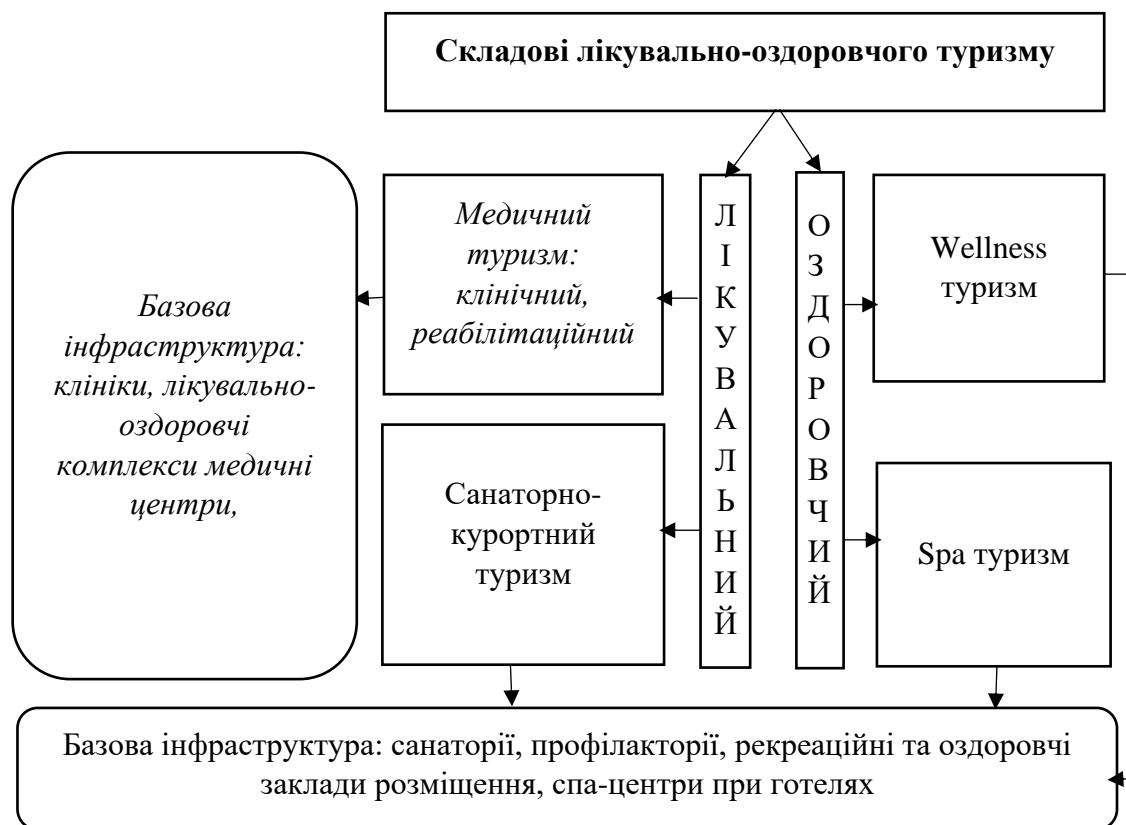 Складові лікувально-оздоровчого туризму
Базова
інфраструктура:
клініки, лікувально-
оздоровчі
комплекси медичні
центри,
Медичний
туризм:
клінічний,
реабілітаційний
Санаторно-
курортний
туризм
Л
І
К
У
В
А
Л
Ь
Н
И
Й
О
З
Д
О
Р
О
В
Ч
И
Й
Wellness
туризм
Spa туризм
Базова інфраструктура: санаторії, профілакторії, рекреаційні та оздоровчі
заклади розміщення, спа-центри при готелях